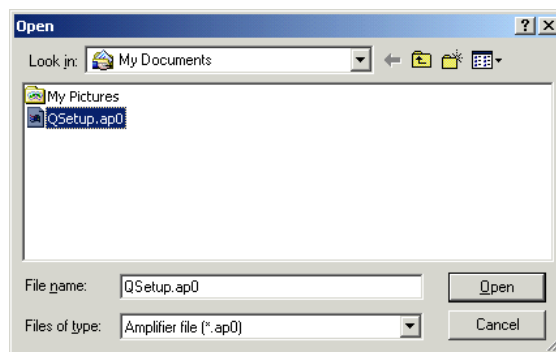 Open
Look in: My Documents
My Pictures
QSetup.ap0
File name: QSetup.ap0 Open
Files of type: Amplifier file (*.ap0) Cancel